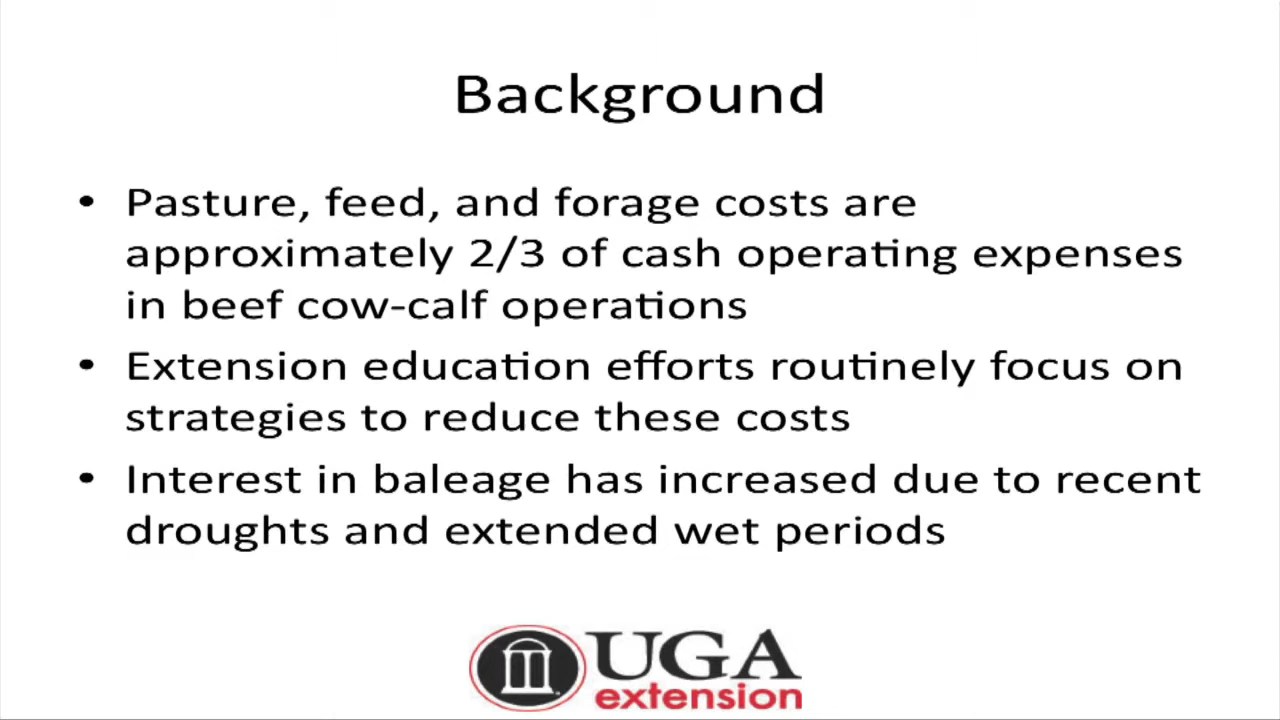 Background
• Pasture, feed, and forage costs are
approximately 2/3 of cash operating expenses
in beef cow-calf operations
• Extension education efforts routinely focus on
strategies to reduce these costs
• Interest in baleage has increased due to recent
droughts and extended wet periods
UGA
extension